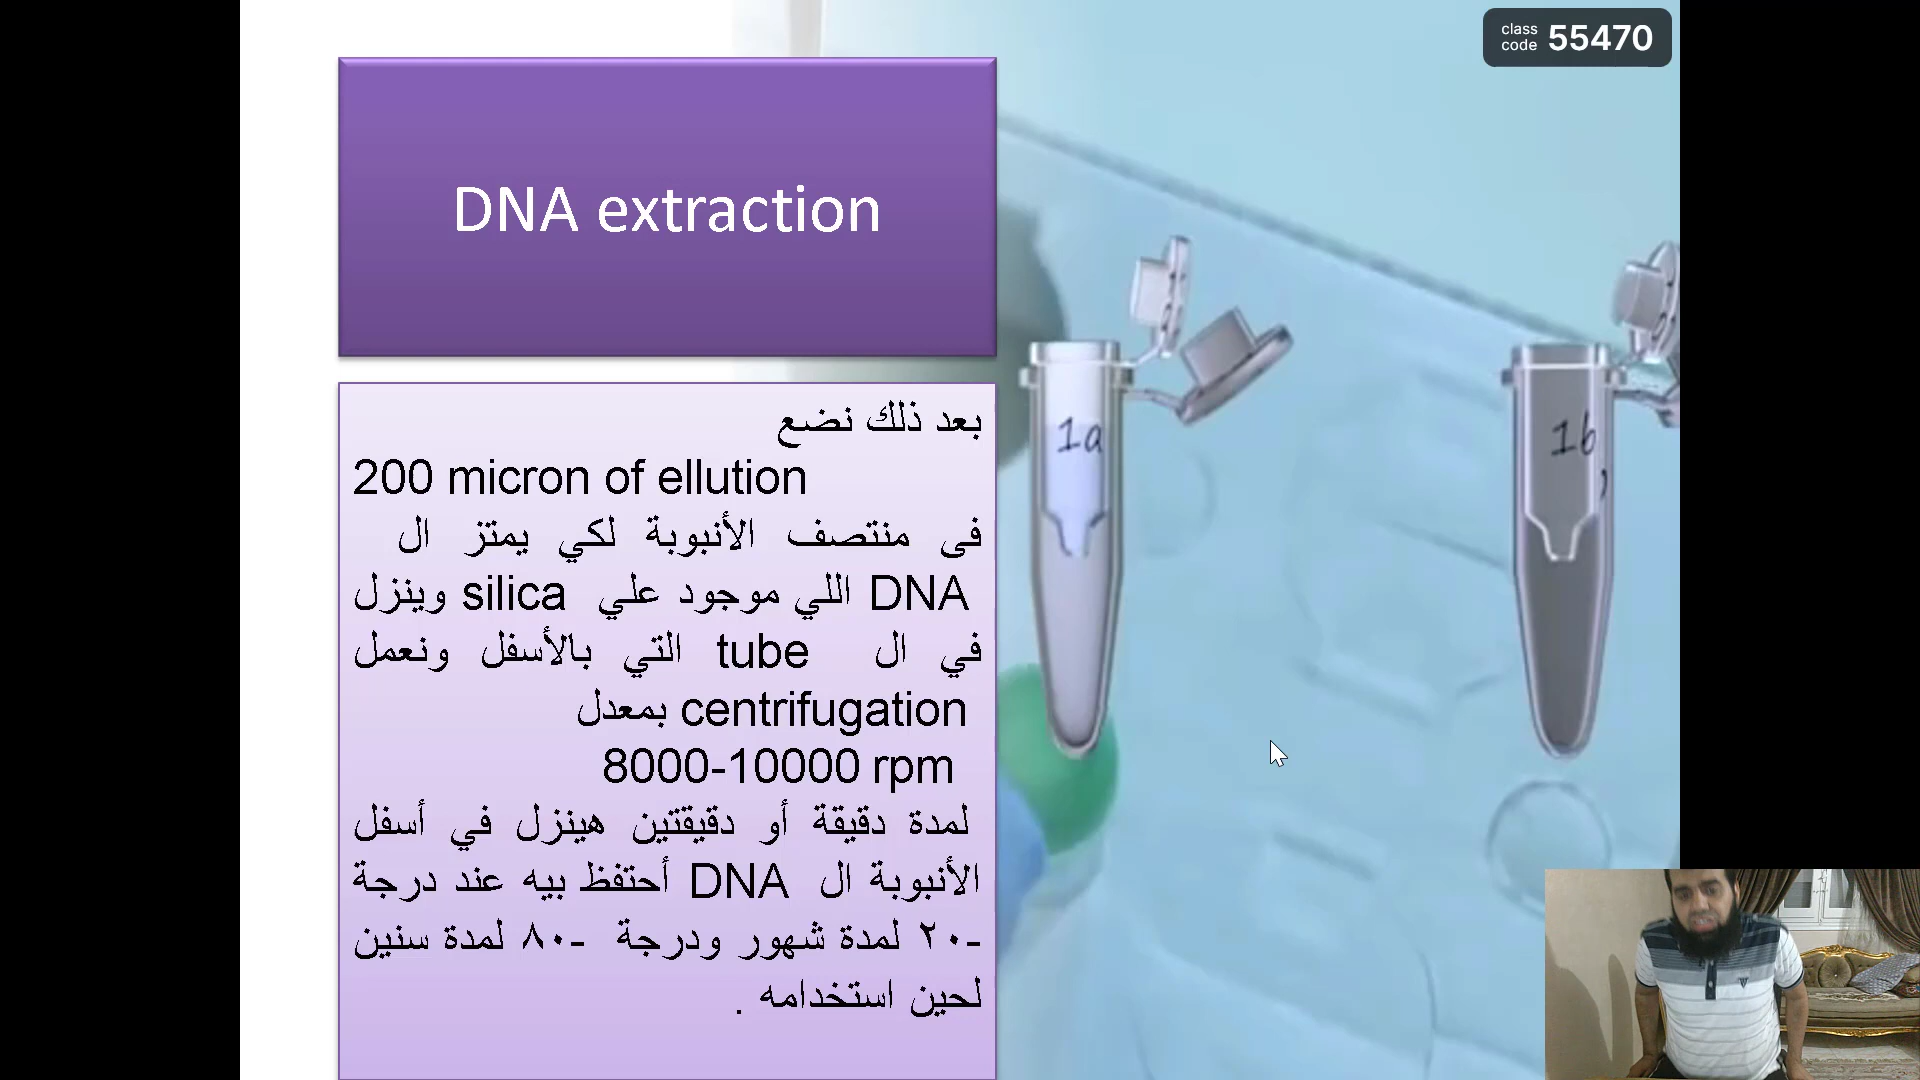 class
code 55470
DNA extraction
بعد ذلك نضع
200 micron of ellution
فى منتصف الأنبوبة لكي يمتز ال
DNA اللي موجود علي silica وينزل
في ال tube التي بالأسفل ونعمل
centrifugation بمعدل
8000-10000 rpm
لمدة دقيقة أو دقيقتين هينزل في أسفل
الأنبوبة ال DNA أحتفظ بيه عند درجة
-٢٠ لمدة شهور ودرجة -٨٠ لمدة سنين
لحين استخدامه .
1a
1b